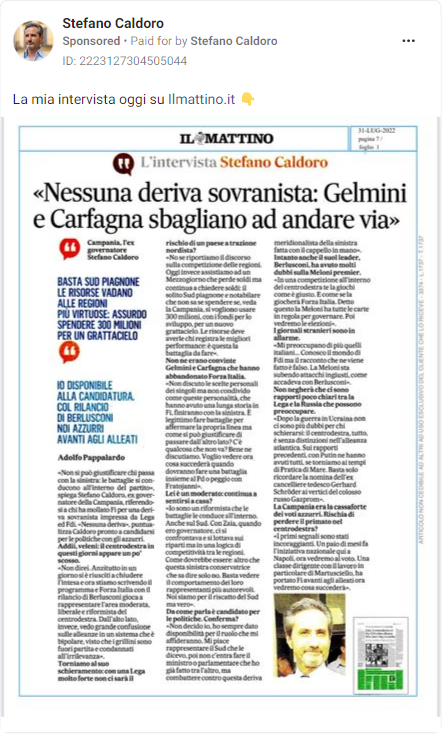 Stefano Caldoro
Sponsored • Paid for by Stefano Caldoro
ID: 2223127304505044
La mia intervista oggi su Ilmattino.it 👇
IL MATTINO
31-LUG-2022
pagina 7 /
foglio 1
L'intervista Stefano Caldoro
«Nessuna deriva sovranista: Gelmini
e Carfagna sbagliano ad andare via»
Campania, l'ex
governatore
Stefano Caldoro
BASTA SUD PIAGNONE
LE RISORSE VADANO
ALLE REGIONI
PIÙ VIRTUOSE: ASSURDO
SPENDERE 300 MILIONI
PER UN GRATTACIELO
IO DISPONIBILE
ALLA CANDIDATURA.
COL RILANCIO
DI BERLUSCONI
NOI AZZURRI
AVANTI AGLI ALLEATI
Adolfo Pappalardo
«Non si può giustificare chi passa
con la sinistra: le battaglie si con-
ducono all'interno del partito»,
spiega Stefano Caldoro, ex gover-
natore della Campania, riferendo-
si a chi ha mollato Fi per una deri-
va sovranista impressa da Lega
ed Fdi. «Nessuna deriva», puntua-
lizza Caldoro pronto a candidarsi
per le politiche con gli azzurri.
Addii, veleni: il centrodestra in
questi giorni appare un po'
scosso.
«Non direi. Anzitutto in un
giorno si è riusciti a chiudere
l'intesa e ora stiamo scrivendo il
programma e Forza Italia con il
rilancio di Berlusconi gioca a
rappresentare l'area moderata,
liberale e riformista del
centrodestra. Dall'altro lato,
invece, vedo grande confusione
sulle alleanze in un sistema che è
bipolare, visto che i grillini sono
fuori partita e condannati
all'irrilevanza».
Torniamo al suo
schieramento: con una Lega
molto forte non ci sarà il
rischio di un paese a trazione
nordista?
«No se riportiamo il discorso
sulla competizione delle regioni.
Oggi invece assistiamo ad un
Mezzogiorno che perde soldi ma
continua a chiedere soldi: il
solito Sud piagnone e notabilare
che non sa se spendere se, veda
la Campania, si vogliono usare
300 milioni, con i fondi per lo
sviluppo, per un nuovo
grattacielo. Le risorse deve
averle chi registra le migliori
performance: è questa la
battaglia da fare».
Non ne erano convinte
Gelmini e Carfagna che hanno
abbandonato Forza Italia.
«Non discuto le scelte personali
dei singoli ma non condivido
come queste personalità, che
hanno avuto una lunga storia in
Fi, finiranno con la sinistra. È
legittimo fare battaglie per
affermare la propria linea ma
come si può giustificare di
passare dall'altro lato? C'è
qualcosa che non va? Bene ne
discutiamo. Voglio vedere ora
cosa succederà quando
dovranno fare una battaglia
insieme al Pd o peggio con
Fratojanni».
Lei è un moderato: continua a
sentirsi a casa?
«Io sono un riformista che le
battaglie le conduce all'interno.
Anche sul Sud. Con Zaia, quando
ero governatore, ci si
confrontava e si lottava sui
riparti ma in una logica di
competitività tra le regioni.
Come dovrebbe essere: altro che
questa sinistra conservatrice
che sa dire solo no. Basta vedere
il comportamento dei loro
rappresentanti più autorevoli.
Noi siamo per il riscatto del Sud
ma vero».
Da come parla è candidato per
le politiche. Conferma?
«Non decido io, ho sempre dato
disponibilità per il ruolo che mi
affideranno. Mi piace
rappresentare il Sud che le
dicevo, poi non c'entra fare il
ministro o parlamentare che ho
già fatto tra l'altro, ma
combattere contro questa deriva
meridionalista della sinistra
fatta con il cappello in mano».
Intanto anche il suo leader,
Berlusconi, ha avuto molti
dubbi sulla Meloni premier.
«In una competizione
all'interno del centrodestra le gioca
come è giusto. È come se la
giochera Forza Italia. Detto
questo la Meloni ha tutte le carte
in regola per governare. Poi
vedremo le elezioni».
I giornali stranieri sono in
allarme.
«Mi preoccupano di più quelli
italiani... Conosco il mondo di
Fdi ma il racconto che ne viene
fatto è falso. La Meloni sta
subendo attacchi ingiusti, come
accadeva con Berlusconi».
Non negherà che ci sono
rapporti poco chiari tra la
Lega e la Russia che possono
preoccupare.
«Dopo la guerra in Ucraina non
ci sono più dubbi per chi
schierarsi: il centrodestra, tutto,
è senza distinzioni nell'alleanza
atlantica. Sui rapporti
precedenti, con Putin ne hanno
avuti tutti, se torniamo ai tempi
di Pratica di Mare. Basta solo
ricordare la nomina dell'ex
cancelliere tedesco Gerhard
Schröder ai vertici del colosso
russo Gazprom».
La Campania era la cassaforte
dei voti azzurri. Rischia di
perdere il primato nel
centrodestra?
«I primi segnali sono stati
incoraggianti. Un paio di mesi fa
l'iniziativa nazionale qui a
Napoli, ora vedremo al voto. Una
classe dirigente con il lavoro in
particolare di Martusciello, ha
portato Fi avanti agli alleati ora
vedremo cosa succederà».
ARTICOLO NON CEDIBILE AD ALTRI AD USO ESCLUSIVO DEL CLIENTE CHE LO RICEVE